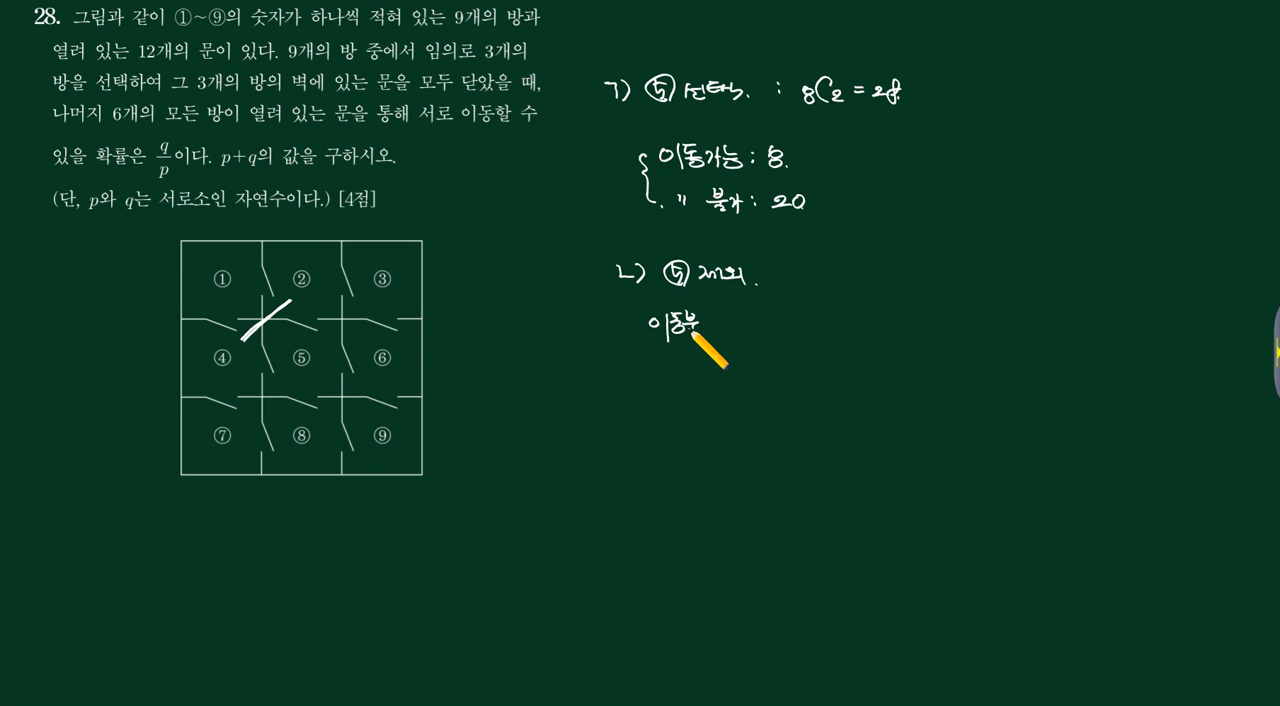 28. 그림과 같이 ①~⑨의 숫자가 하나씩 적혀 있는 9개의 방과
열려 있는 12개의 문이 있다. 9개의 방 중에서 임의로 3개의
방을 선택하여 그 3개의 방의 벽에 있는 문을 모두 닫았을 때,
나머지 6개의 모든 방이 열려 있는 문을 통해 서로 이동할 수
있을 확률은 q/p이다. p+q의 값을 구하시오.
(단, p와 q는 서로소인 자연수이다.) [4점]
① ② ③
④ ⑤ ⑥
⑦ ⑧ ⑨
ㄱ) ⑤ 선택. : 8C2 = 28.
이동가능 : 8.
〃 불가 : 20
ㄴ) ⑤ 제외.
이동부